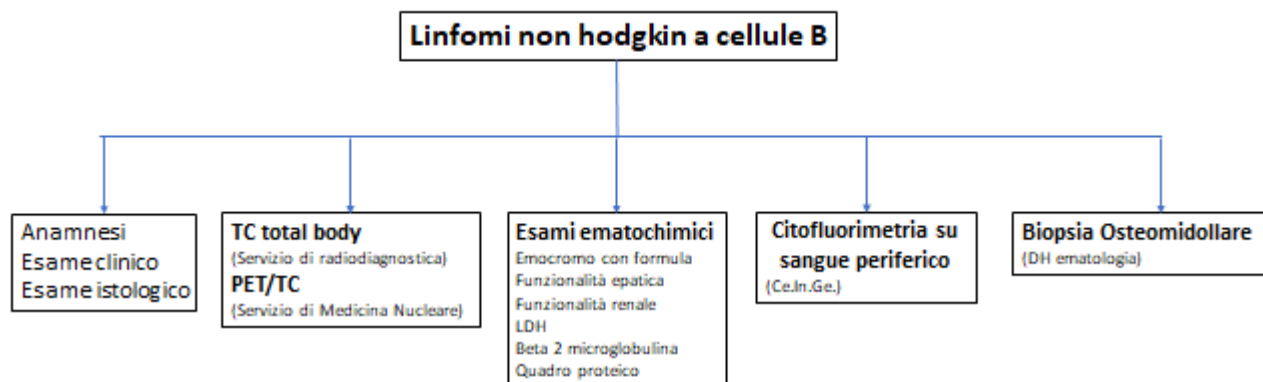 Linfomi non hodgkin a cellule B
Anamnesi
Esame clinico
Esame istologico
TC total body
(Servizio di radiodiagnostica)
PET/TC
(Servizio di Medicina Nucleare)
Esami ematochimici
Emocromo con formula
Funzionalità epatica
Funzionalità renale
LDH
Beta 2 microglobulina
Quadro proteico
Citofluorimetria su
sangue periferico
(Ce.In.Ge.)
Biopsia Osteomidollare
(DH ematologia)